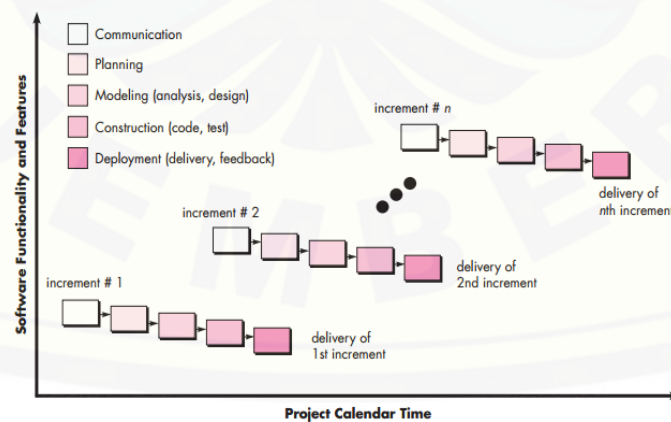 Communication
Planning
Modeling (analysis, design)
Construction (code, test)
Deployment (delivery, feedback)
increment # n
delivery of
nth increment
increment # 2
delivery of
2nd increment
increment # 1
delivery of
1st increment
Software Functionality and Features
Project Calendar Time